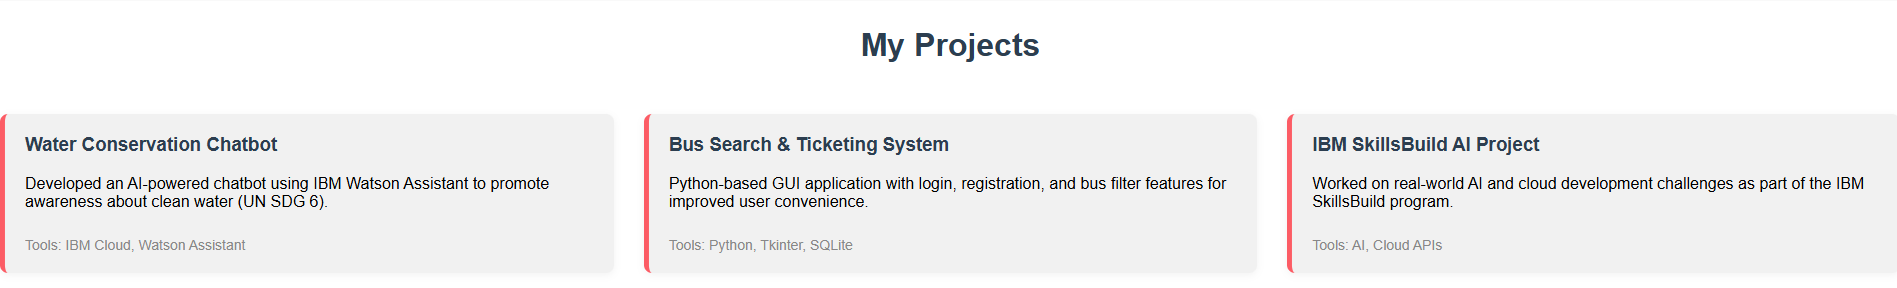 My Projects
Water Conservation Chatbot
Developed an AI-powered chatbot using IBM Watson Assistant to promote
awareness about clean water (UN SDG 6).
Tools: IBM Cloud, Watson Assistant
Bus Search & Ticketing System
Python-based GUI application with login, registration, and bus filter features for
improved user convenience.
Tools: Python, Tkinter, SQLite
IBM SkillsBuild AI Project
Worked on real-world AI and cloud development challenges as part of the IBM
SkillsBuild program.
Tools: AI, Cloud APIs